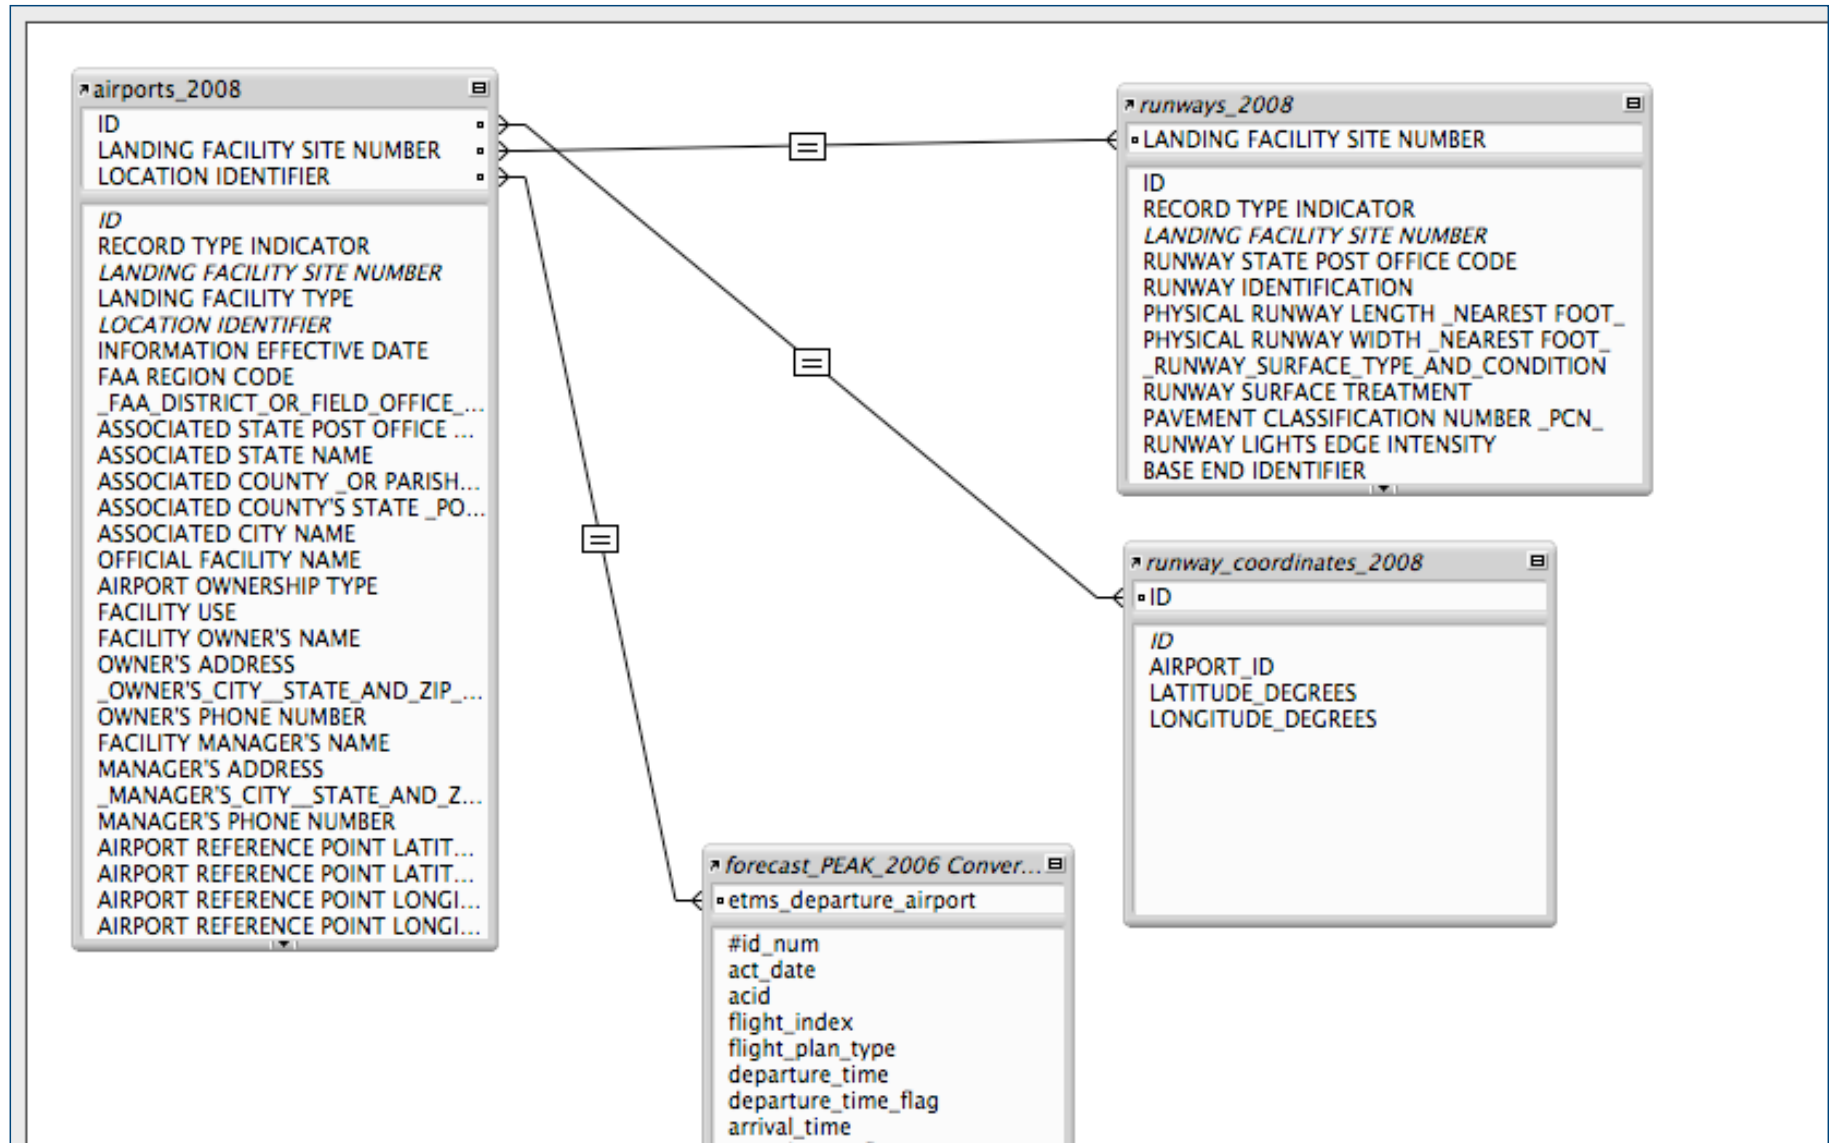 airports_2008
ID
LANDING FACILITY SITE NUMBER
LOCATION IDENTIFIER
ID
RECORD TYPE INDICATOR
LANDING FACILITY SITE NUMBER
LANDING FACILITY TYPE
LOCATION IDENTIFIER
INFORMATION EFFECTIVE DATE
FAA REGION CODE
_FAA_DISTRICT_OR_FIELD_OFFICE_...
ASSOCIATED STATE POST OFFICE ...
ASSOCIATED STATE NAME
ASSOCIATED COUNTY _OR PARISH...
ASSOCIATED COUNTY'S STATE _PO...
ASSOCIATED CITY NAME
OFFICIAL FACILITY NAME
AIRPORT OWNERSHIP TYPE
FACILITY USE
FACILITY OWNER'S NAME
OWNER'S ADDRESS
_OWNER'S_CITY__STATE_AND_ZIP_...
OWNER'S PHONE NUMBER
FACILITY MANAGER'S NAME
MANAGER'S ADDRESS
_MANAGER'S_CITY__STATE_AND_Z...
MANAGER'S PHONE NUMBER
AIRPORT REFERENCE POINT LATIT...
AIRPORT REFERENCE POINT LATIT...
AIRPORT REFERENCE POINT LONGI...
AIRPORT REFERENCE POINT LONGI...
=
=
=
runways_2008
LANDING FACILITY SITE NUMBER
ID
RECORD TYPE INDICATOR
LANDING FACILITY SITE NUMBER
RUNWAY STATE POST OFFICE CODE
RUNWAY IDENTIFICATION
PHYSICAL RUNWAY LENGTH _NEAREST FOOT_
PHYSICAL RUNWAY WIDTH _NEAREST FOOT_
_RUNWAY_SURFACE_TYPE_AND_CONDITION
RUNWAY SURFACE TREATMENT
PAVEMENT CLASSIFICATION NUMBER _PCN_
RUNWAY LIGHTS EDGE INTENSITY
BASE END IDENTIFIER
runway_coordinates_2008
ID
ID
AIRPORT_ID
LATITUDE_DEGREES
LONGITUDE_DEGREES
forecast_PEAK_2006 Conver...
etms_departure_airport
#id_num
act_date
acid
flight_index
flight_plan_type
departure_time
departure_time_flag
arrival_time